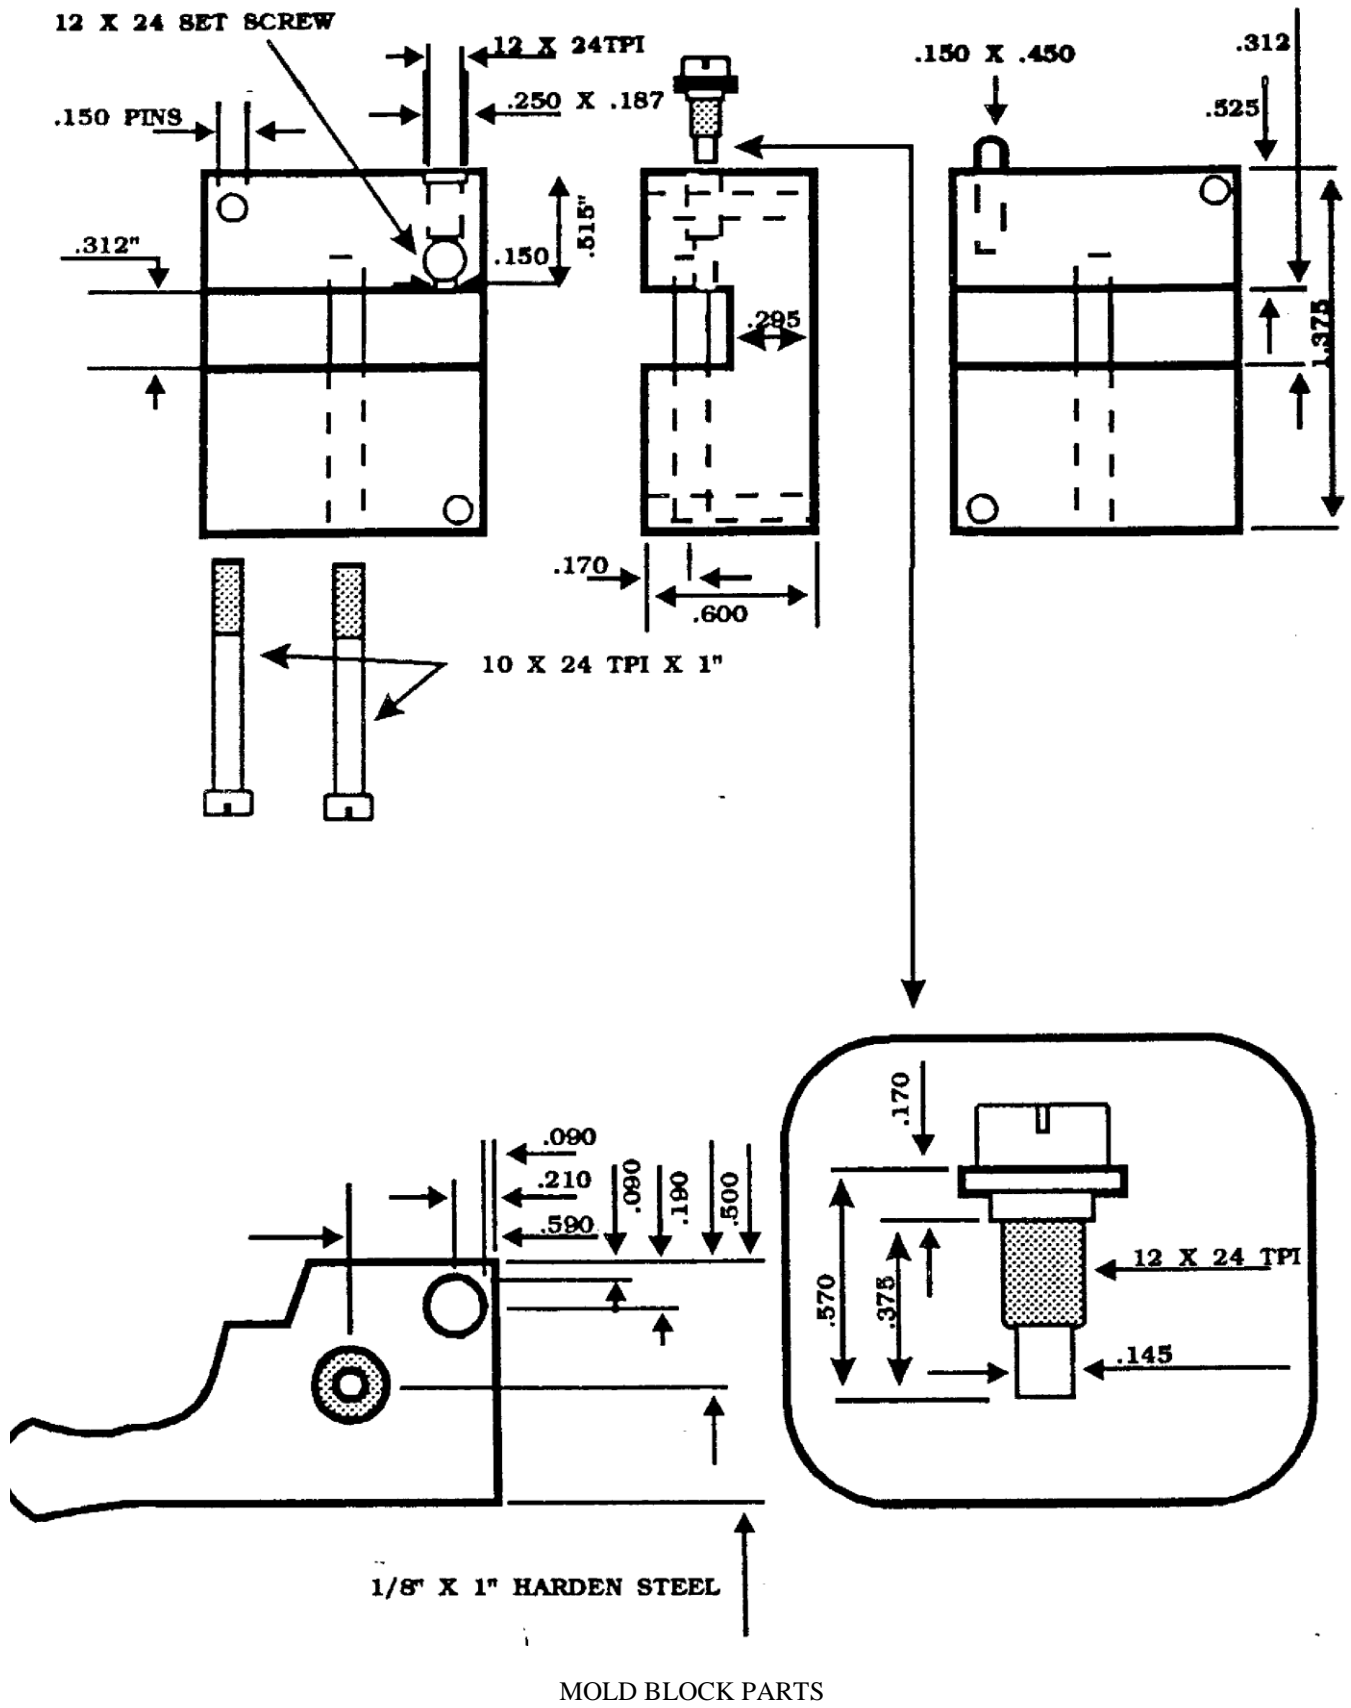 12 X 24 SET SCREW
12 X 24TPI
.250 X .187
.150 PINS
.150 X .450
.312
.525
.312"
.150
.515"
.295
1.375
.170
.600
10 X 24 TPI X 1"
.090
.210
.590
.090
.190
.500
.170
.570
.375
12 X 24 TPI
.145
1/8" X 1" HARDEN STEEL
MOLD BLOCK PARTS